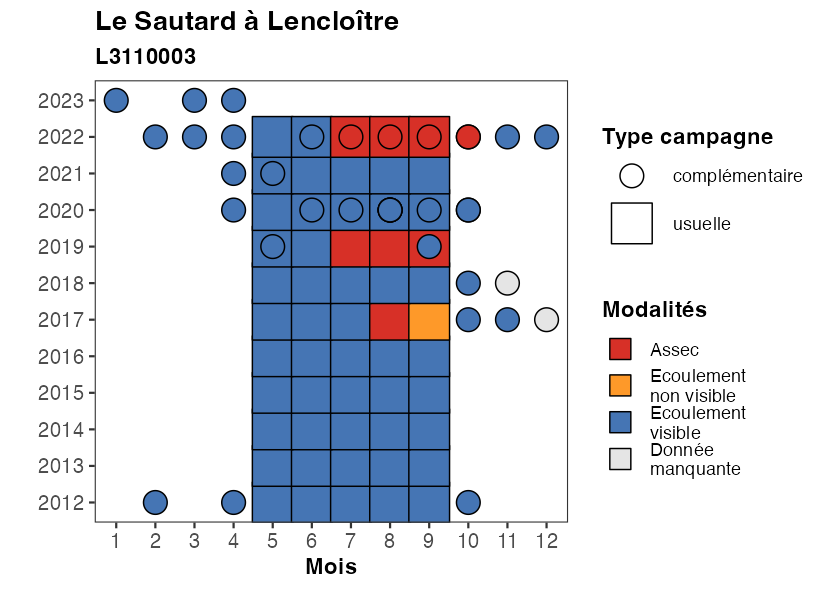 Le Sautard à Lencloître
L3110003
2023
2022
2021
2020
2019
2018
2017
2016
2015
2014
2013
2012
1 2 3 4 5 6 7 8 9 10 11 12
Mois
Type campagne
complémentaire
usuelle
Modalités
Assec
Ecoulement
non visible
Ecoulement
visible
Donnée
manquante